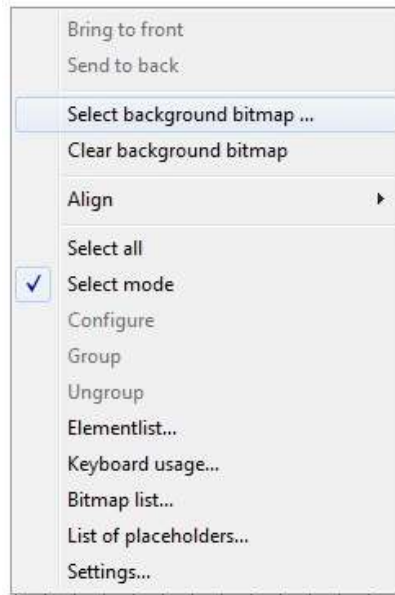 Bring to front
Send to back
Select background bitmap ...
Clear background bitmap
Align
Select all
Select mode
Configure
Group
Ungroup
Elementlist...
Keyboard usage...
Bitmap list...
List of placeholders...
Settings...